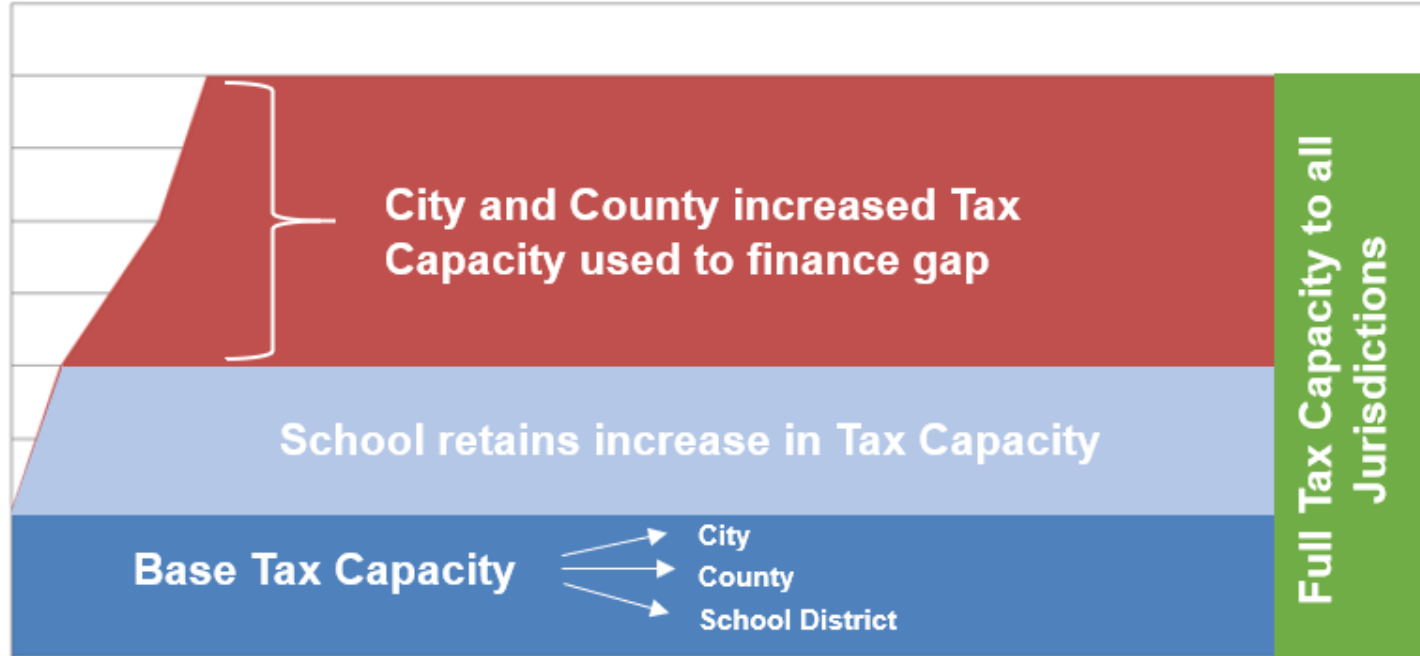 City and County increased Tax
Capacity used to finance gap
School retains increase in Tax Capacity
Base Tax Capacity
City
County
School District
Full Tax Capacity to all
Jurisdictions